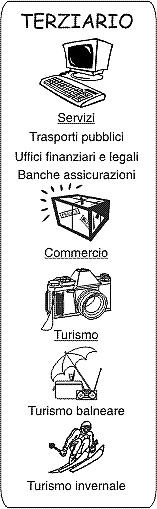 TERZIARIO
Servizi
Trasporti pubblici
Uffici finanziari e legali
Banche assicurazioni
Commercio
Turismo
Turismo balneare
Turismo invernale